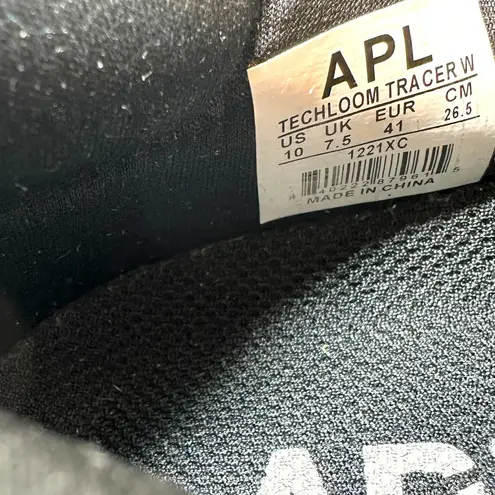 APL
TECHLOOM TRACER W
US UK EUR CM
10 7.5 41 26.5
1221XC
MADE IN CHINA